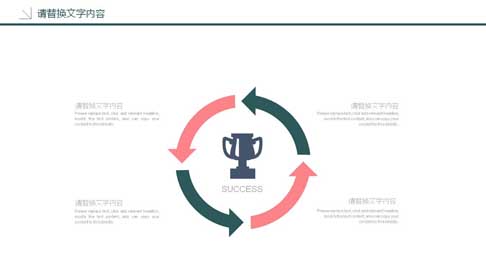 请替换文字内容
请替换文字内容
Please replace text, click add relevant headline,
modify the text content, also can copy your
content to this directly.
请替换文字内容
Please replace text, click add relevant headline,
modify the text content, also can copy your
content to this directly.
SUCCESS
请替换文字内容
Please replace text, click add relevant headline,
modify the text content, also can copy your
content to this directly.
请替换文字内容
Please replace text, click add relevant headline,
modify the text content, also can copy your
content to this directly.